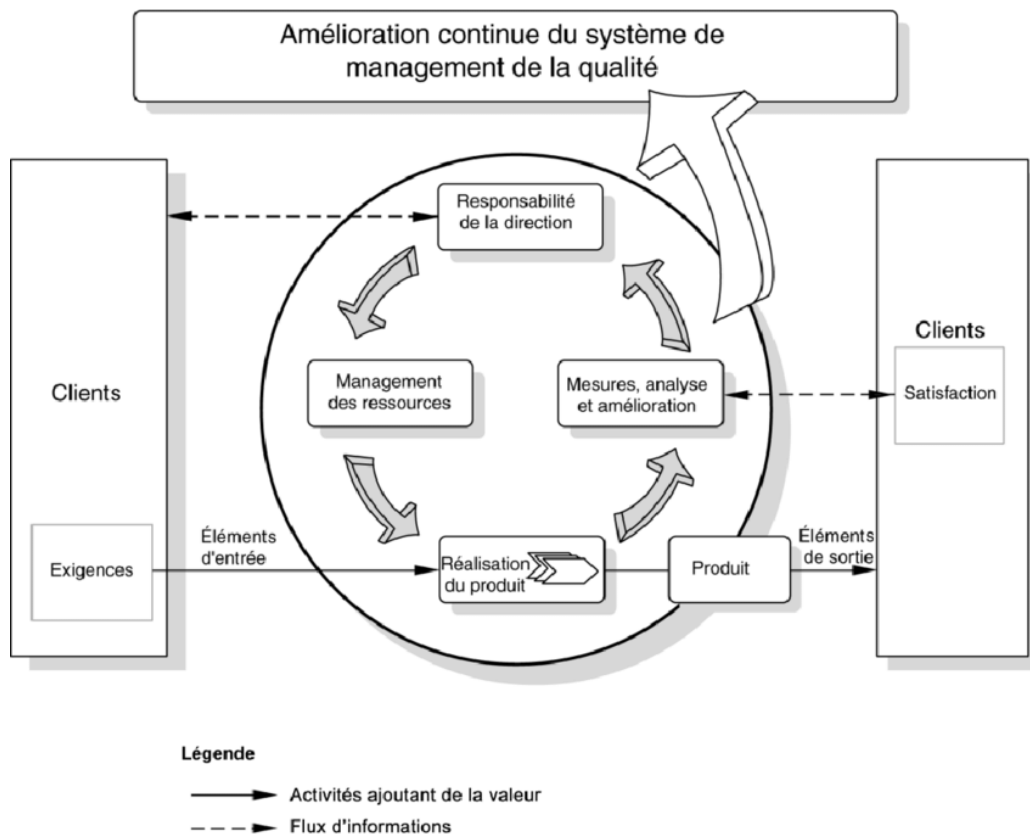 Amélioration continue du système de
management de la qualité
Responsabilité
de la direction
Clients
Clients
Management
des ressources
Mesures, analyse
et amélioration
Satisfaction
Exigences
Éléments
d'entrée
Réalisation
du produit
Produit
Éléments
de sortie
Légende
Activités ajoutant de la valeur
Flux d'informations